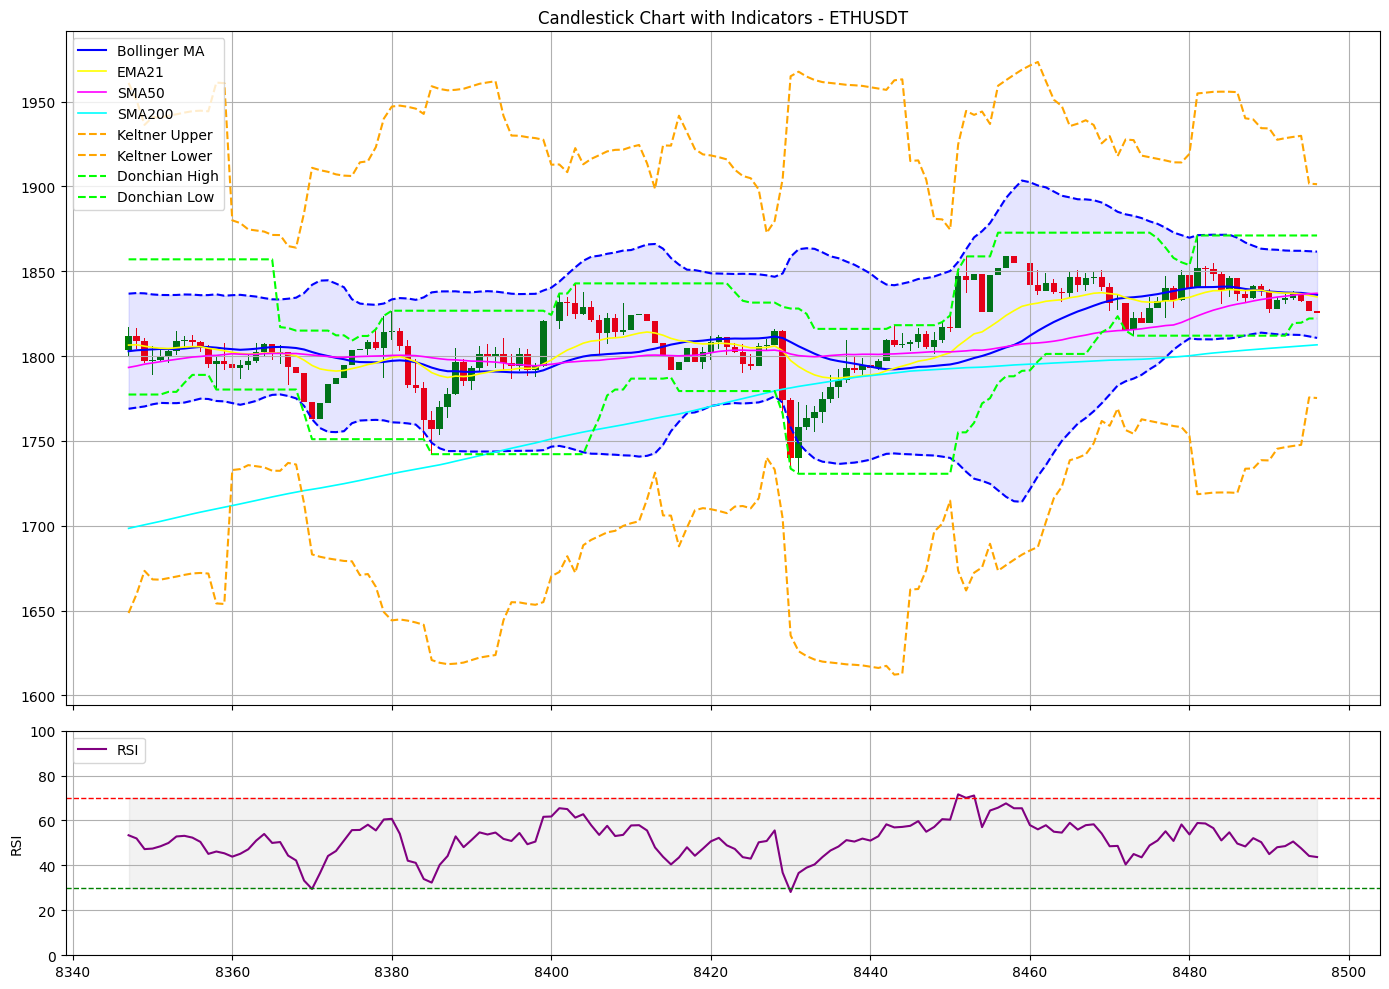 Candlestick Chart with Indicators - ETHUSDT
Bollinger MA
EMA21
SMA50
SMA200
Keltner Upper
Keltner Lower
Donchian High
Donchian Low
1950
1900
1850
1800
1750
1700
1650
1600
RSI
100
80
60
40
20
0
RSI
8340
8360
8380
8400
8420
8440
8460
8480
8500